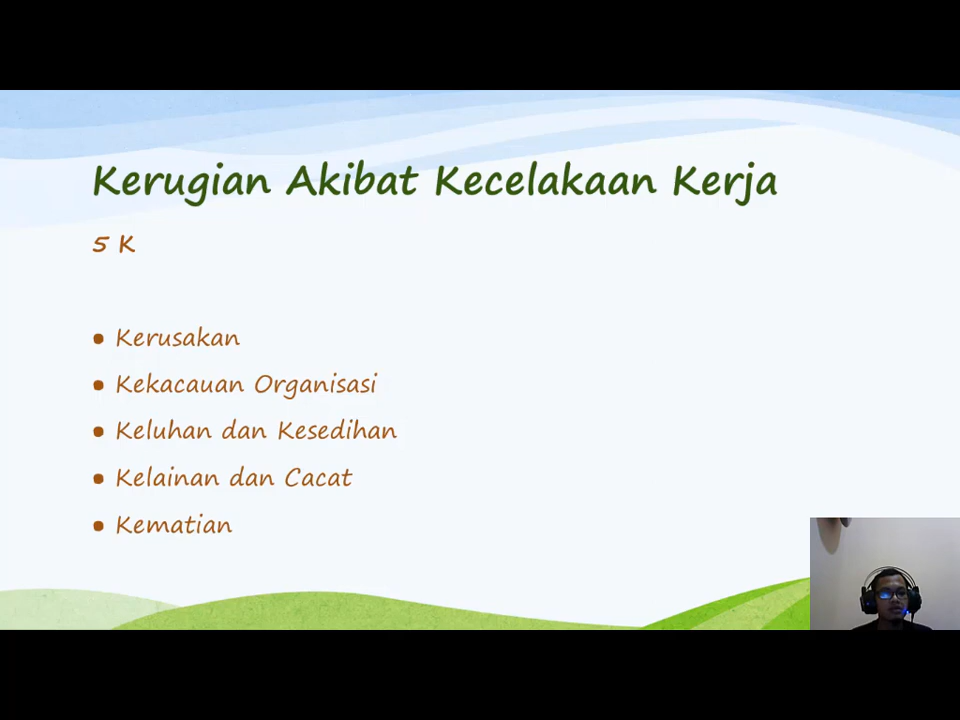 Kerugian Akibat Kecelakaan Kerja
5 K
• Kerusakan
• Kekacauan Organisasi
• Keluhan dan Kesedihan
• Kelainan dan Cacat
• Kematian